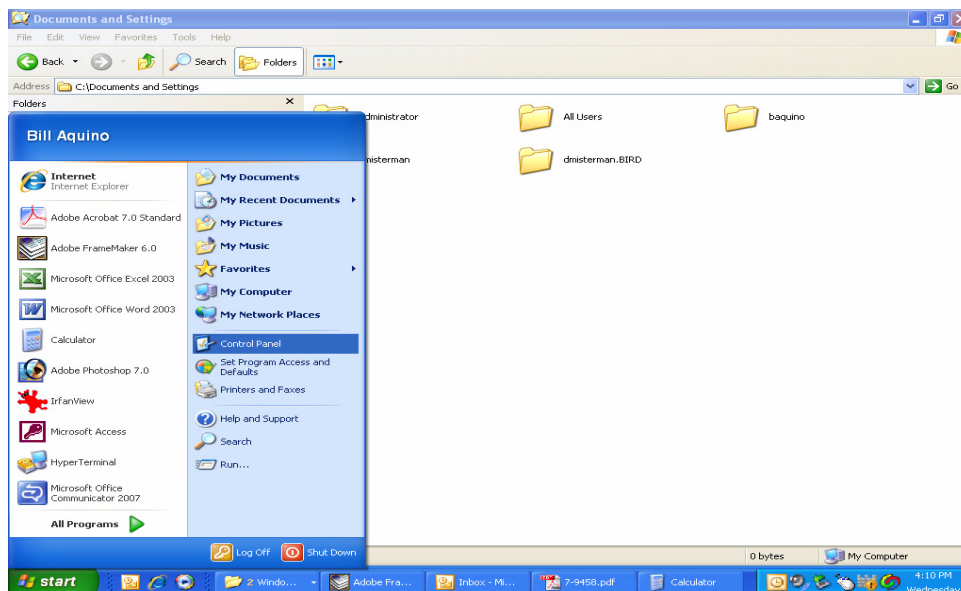 Documents and Settings
File Edit View Favorites Tools Help
Back Search Folders
Address C:\Documents and Settings Go
Folders
dministrator All Users baquino
misterman dmisterman.BIRD
Bill Aquino
Internet
Internet Explorer
Adobe Acrobat 7.0 Standard
Adobe FrameMaker 6.0
Microsoft Office Excel 2003
Microsoft Office Word 2003
Calculator
Adobe Photoshop 7.0
IrfanView
Microsoft Access
HyperTerminal
Microsoft Office
Communicator 2007
All Programs
My Documents
My Recent Documents
My Pictures
My Music
Favorites
My Computer
My Network Places
Control Panel
Set Program Access and
Defaults
Printers and Faxes
Help and Support
Search
Run...
Log Off Shut Down
0 bytes My Computer
start 2 Windo... Adobe Fra... Inbox - Mi... 7-9458.pdf Calculator 4:10 PM
Wednesday